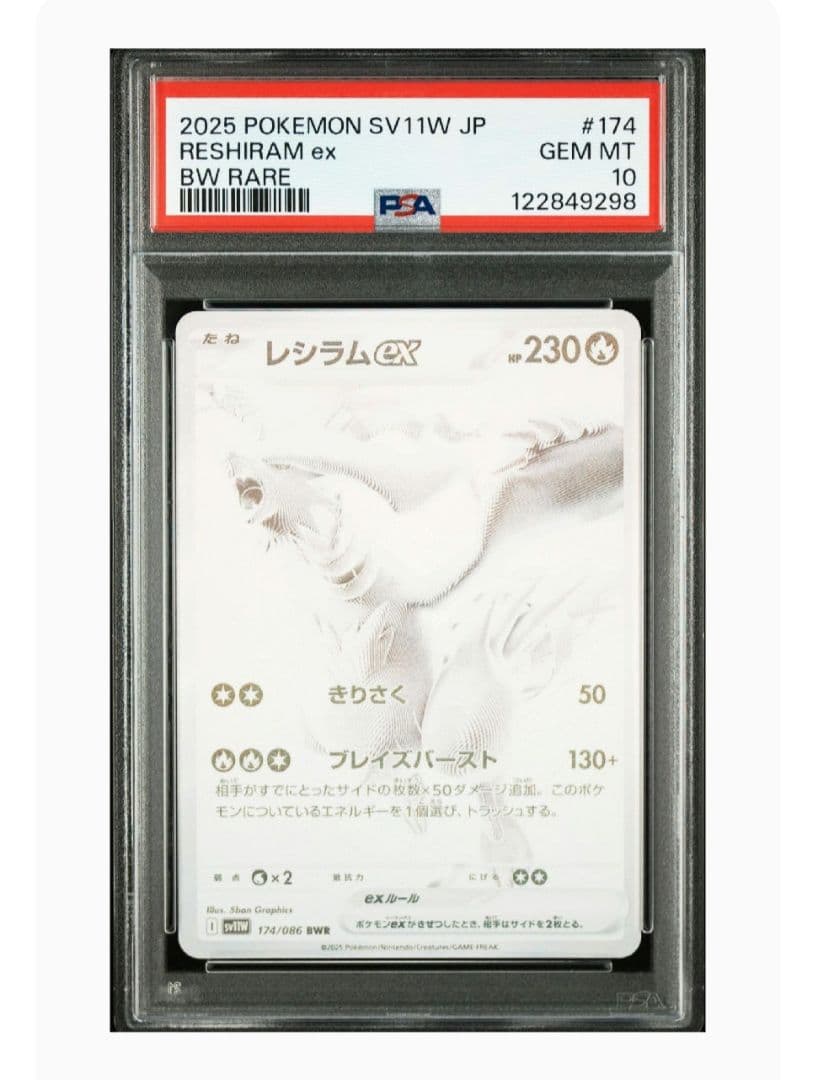 2025 POKEMON SV11W JP #174
RESHIRAM ex GEM MT
BW RARE 10
PSA 122849298
たね レシラムex HP230
きりさく 50
ブレイズバースト 130+
相手がすでにとったサイドの枚数×50ダメージ追加。このポケ
モンについているエネルギーを1個選び、トラッシュする。
弱点 ×2 抵抗力 にげる
exルール
Illus. 5ban Graphics
ポケモンexがきぜつしたとき、相手はサイドを2枚とる。
I sv11W 174/086 BWR
©2025 Pokémon/Nintendo/Creatures/GAME FREAK.
PSA